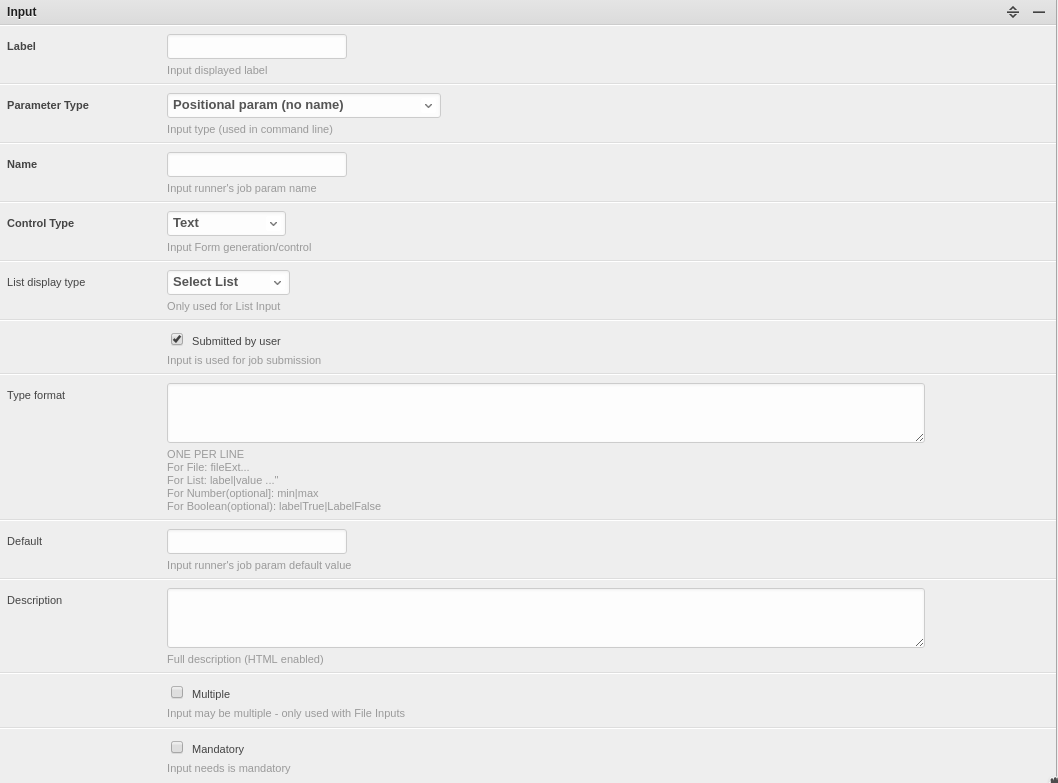 Input
Label
Input displayed label
Parameter Type
Positional param (no name)
Input type (used in command line)
Name
Input runner's job param name
Control Type
Text
Input Form generation/control
List display type
Select List
Only used for List Input
Submitted by user
Input is used for job submission
Type format
ONE PER LINE
For File: fileExt...
For List: label|value ..."
For Number(optional]: min|max
For Boolean(optional): labelTrue|LabelFalse
Default
Input runner's job param default value
Description
Full description (HTML enabled)
Multiple
Input may be multiple - only used with File Inputs
Mandatory
Input needs is mandatory